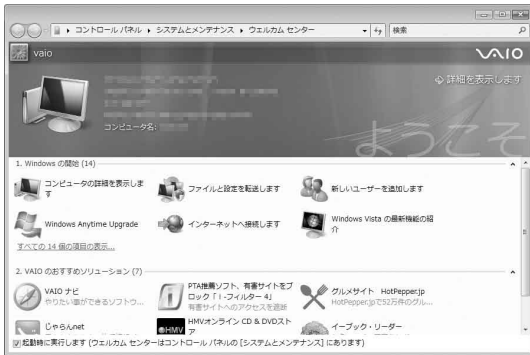 コントロール パネル ▸ システムとメンテナンス ▸ ウェルカム センター
検索
vaio
VAIO
詳細を表示します
コンピュータ名:
ようこそ
1. Windows の開始 (14)
コンピュータの詳細を表示しま
す
ファイルと設定を転送します
新しいユーザーを追加します
Windows Anytime Upgrade
インターネットへ接続します
Windows Vista の最新機能の紹
介
すべての 14 個の項目の表示...
2. VAIO のおすすめソリューション (7)
VAIO ナビ
やりたい事ができるソフトウ...
PTA推薦ソフト、有害サイトをブ
ロック「i -フィルター 4」
有害サイトへのアクセスを遮断
グルメサイト HotPepper.jp
HotPepper.jpで52万件のグル...
じゃらんnet
HMV
HMVオンライン CD & DVDスト
ア
イーブック・リーダー
起動時に実行します (ウェルカム センターはコントロール パネルの [システムとメンテナンス] にあります)